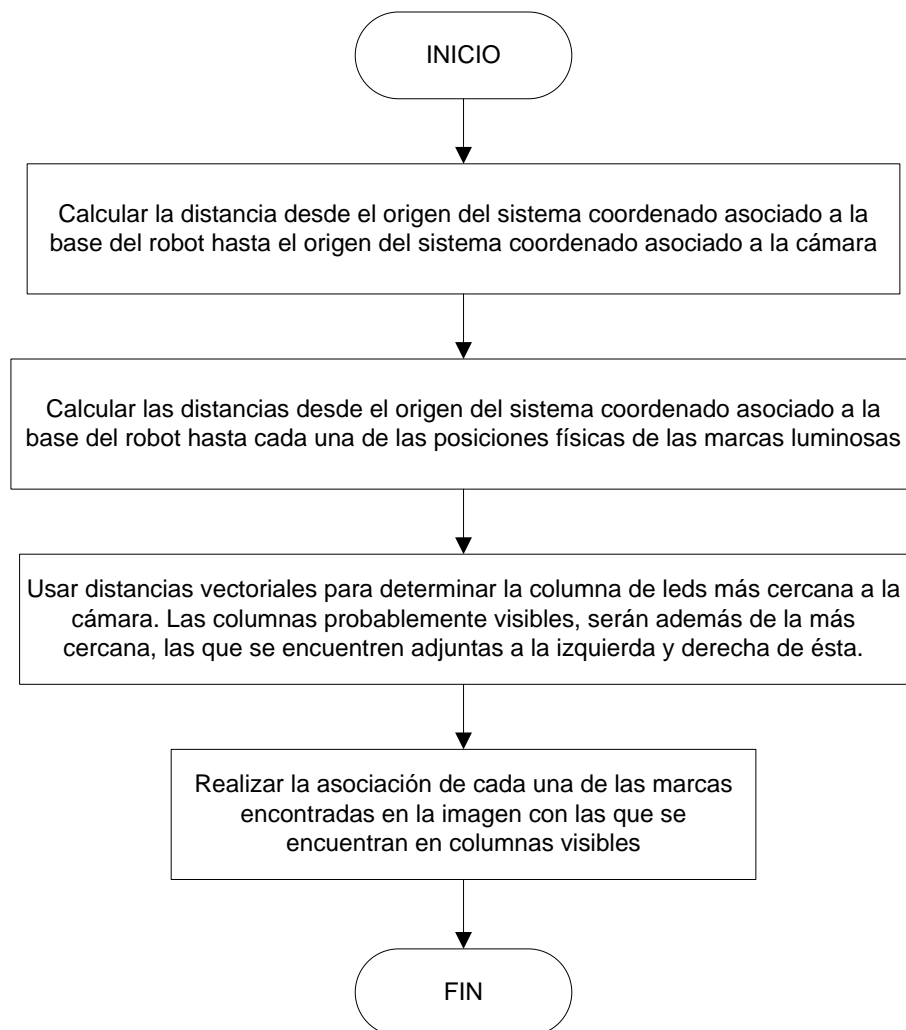 INICIO
Calcular la distancia desde el origen del sistema coordenado asociado a la
base del robot hasta el origen del sistema coordenado asociado a la cámara
Calcular las distancias desde el origen del sistema coordenado asociado a la
base del robot hasta cada una de las posiciones físicas de las marcas luminosas
Usar distancias vectoriales para determinar la columna de leds más cercana a la
cámara. Las columnas probablemente visibles, serán además de la más
cercana, las que se encuentren adjuntas a la izquierda y derecha de ésta.
Realizar la asociación de cada una de las marcas
encontradas en la imagen con las que se
encuentran en columnas visibles
FIN